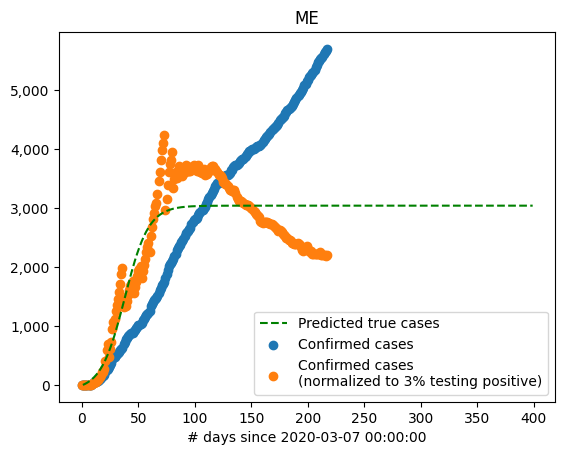 ME
5,000
4,000
3,000
2,000
1,000
0
Predicted true cases
Confirmed cases
Confirmed cases
(normalized to 3% testing positive)
0 50 100 150 200 250 300 350 400
# days since 2020-03-07 00:00:00